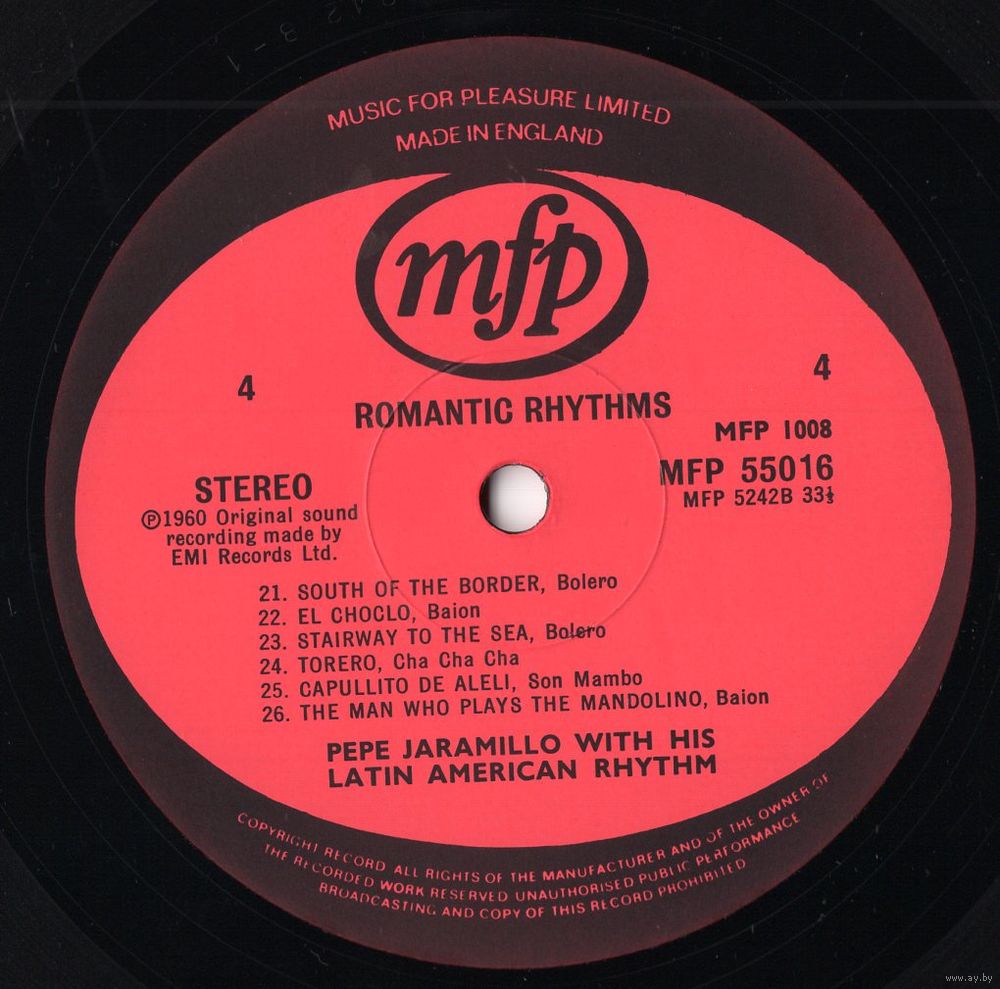 MUSIC FOR PLEASURE LIMITED
MADE IN ENGLAND
mfp
4
4
ROMANTIC RHYTHMS
MFP 1008
MFP 55016
MFP 5242B 33⅓
STEREO
℗1960 Original sound
recording made by
EMI Records Ltd.
21. SOUTH OF THE BORDER, Bolero
22. EL CHOCLO, Baion
23. STAIRWAY TO THE SEA, Bolero
24. TORERO, Cha Cha Cha
25. CAPULLITO DE ALELI, Son Mambo
26. THE MAN WHO PLAYS THE MANDOLINO, Baion
PEPE JARAMILLO WITH HIS
LATIN AMERICAN RHYTHM
COPYRIGHT RECORD ALL RIGHTS OF THE MANUFACTURER AND OF THE OWNER OF
THE RECORDED WORK RESERVED UNAUTHORISED PUBLIC PERFORMANCE
BROADCASTING AND COPY OF THIS RECORD PROHIBITED
www.ay.by